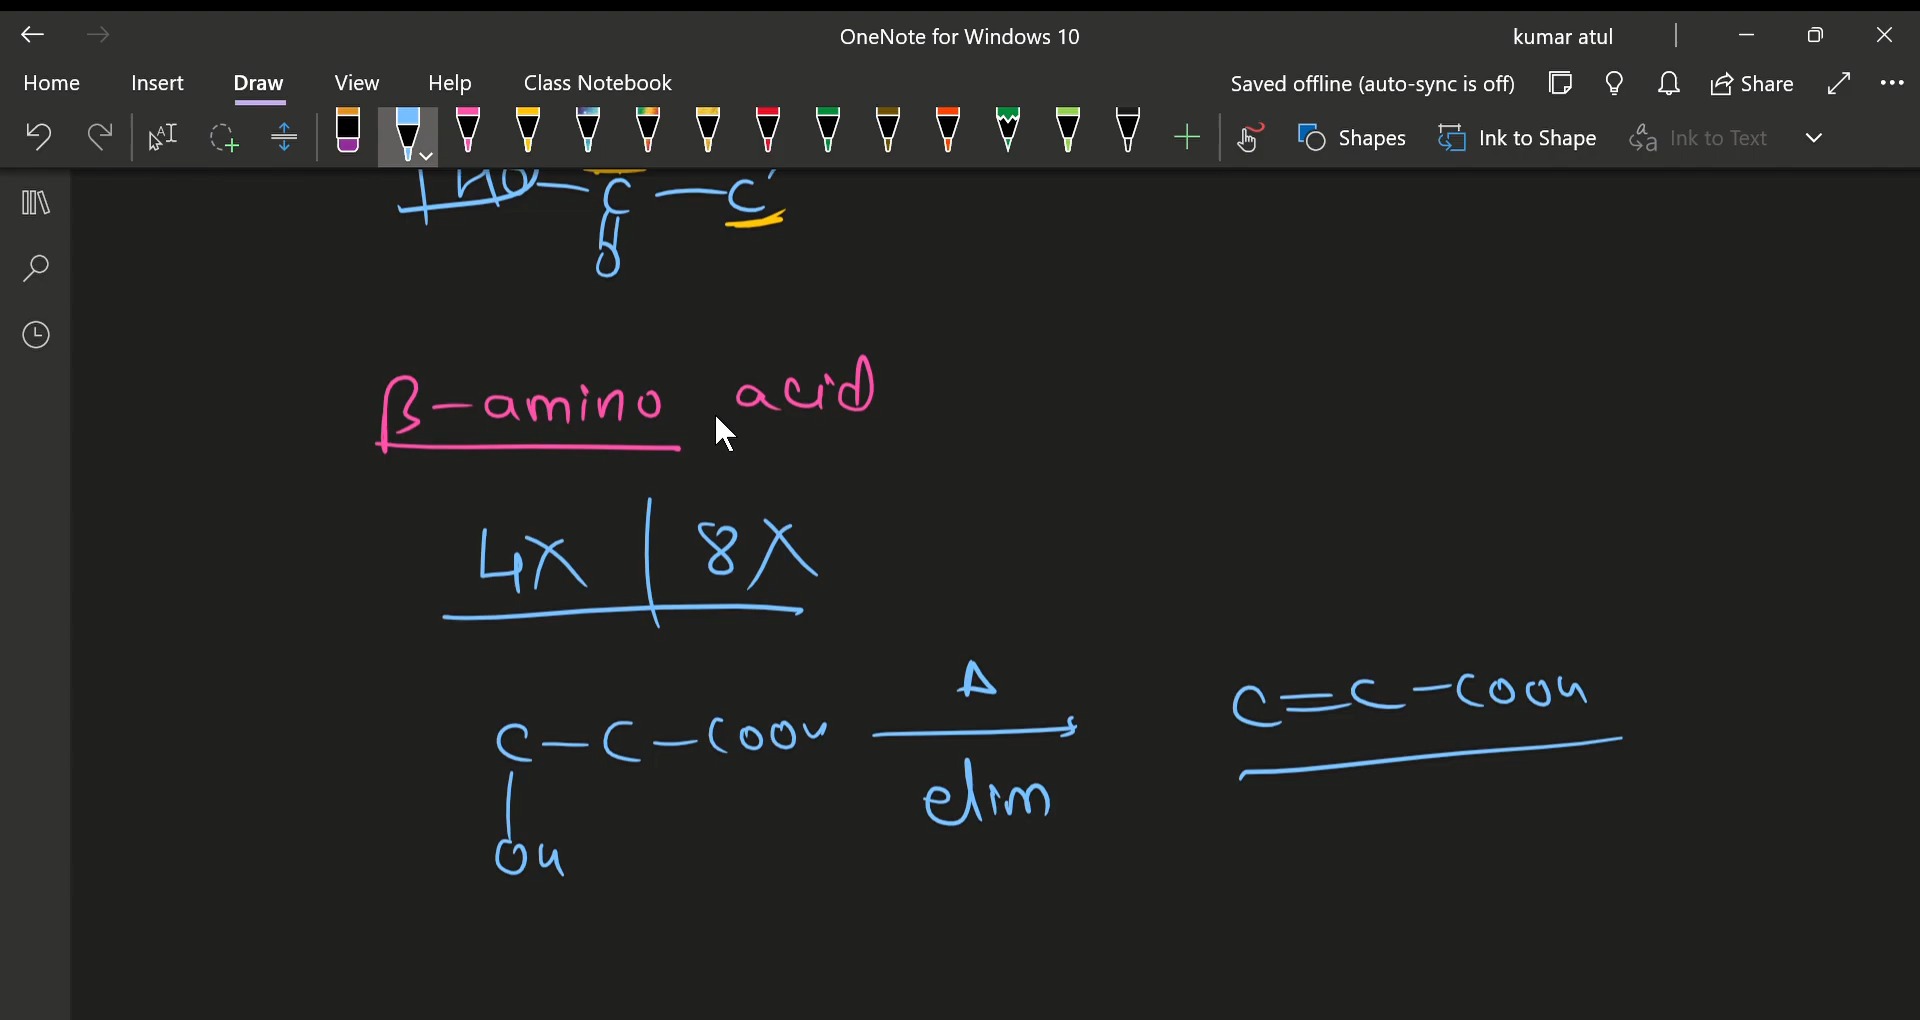 OneNote for Windows 10
kumar atul
Home Insert Draw View Help Class Notebook
Saved offline (auto-sync is off)
Share
Shapes
Ink to Shape
Ink to Text
C — C
O
β-amino acid
4X | 8X
Δ
C—C—COOH
elim
OH
C=C—COOH